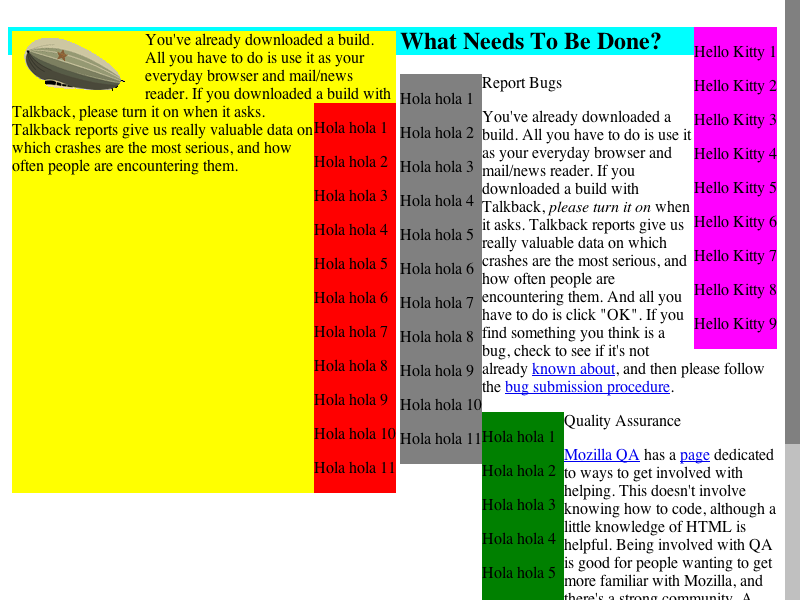 You've already downloaded a build.
All you have to do is use it as your
everyday browser and mail/news
reader. If you downloaded a build with
Talkback, please turn it on when it asks.
Talkback reports give us really valuable data on
which crashes are the most serious, and how
often people are encountering them.
Hola hola 1
Hola hola 2
Hola hola 3
Hola hola 4
Hola hola 5
Hola hola 6
Hola hola 7
Hola hola 8
Hola hola 9
Hola hola 10
Hola hola 11
What Needs To Be Done?
Hello Kitty 1
Hello Kitty 2
Hello Kitty 3
Hello Kitty 4
Hello Kitty 5
Hello Kitty 6
Hello Kitty 7
Hello Kitty 8
Hello Kitty 9
Hola hola 1
Hola hola 2
Hola hola 3
Hola hola 4
Hola hola 5
Hola hola 6
Hola hola 7
Hola hola 8
Hola hola 9
Hola hola 10
Hola hola 11
Report Bugs
You've already downloaded a
build. All you have to do is use it
as your everyday browser and
mail/news reader. If you
downloaded a build with
Talkback, please turn it on when
it asks. Talkback reports give us
really valuable data on which
crashes are the most serious, and
how often people are
encountering them. And all you
have to do is click "OK". If you
find something you think is a
bug, check to see if it's not
already known about, and then please follow
the bug submission procedure.
Hola hola 1
Hola hola 2
Hola hola 3
Hola hola 4
Hola hola 5
Quality Assurance
Mozilla QA has a page dedicated
to ways to get involved with
helping. This doesn't involve
knowing how to code, although a
little knowledge of HTML is
helpful. Being involved with QA
is good for people wanting to get
more familiar with Mozilla, and
there's a strong community. A